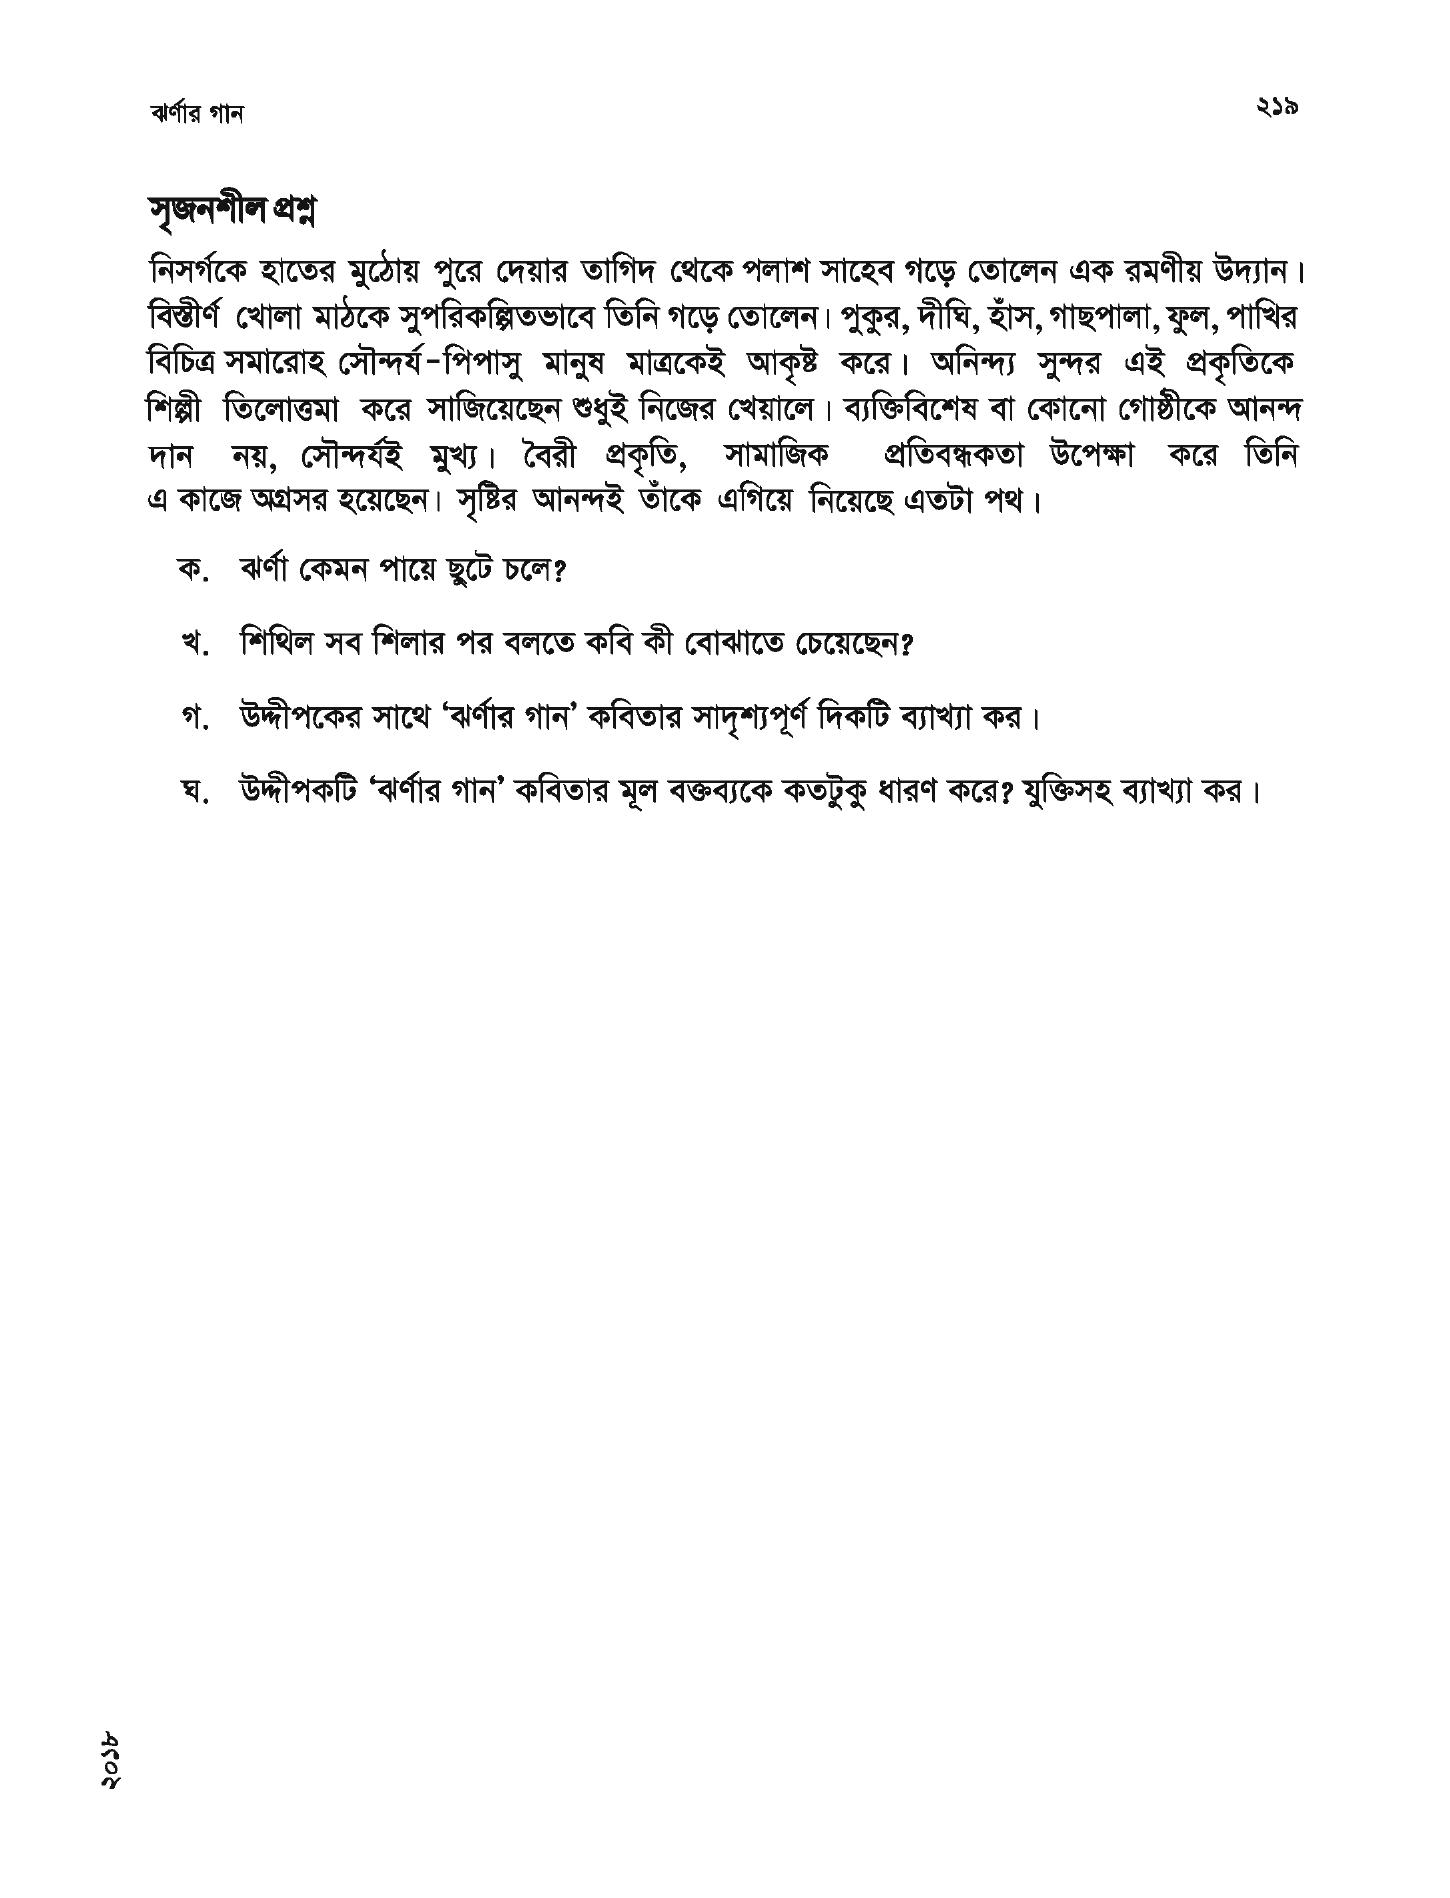 ঝর্ণার গান
২১৯
সৃজনশীল প্রশ্ন
নিসর্গকে হাতের মুঠোয় পুরে দেয়ার তাগিদ থেকে পলাশ সাহেব গড়ে তোলেন এক রমণীয় উদ্যান।
বিস্তীর্ণ খোলা মাঠকে সুপরিকল্পিতভাবে তিনি গড়ে তোলেন। পুকুর, দীঘি, হাঁস, গাছপালা, ফুল, পাখির
বিচিত্র সমারোহ সৌন্দর্য-পিপাসু মানুষ মাত্রকেই আকৃষ্ট করে। অনিন্দ্য সুন্দর এই প্রকৃতিকে
শিল্পী তিলোত্তমা করে সাজিয়েছেন শুধুই নিজের খেয়ালে। ব্যক্তিবিশেষ বা কোনো গোষ্ঠীকে আনন্দ
দান নয়, সৌন্দর্যই মুখ্য। বৈরী প্রকৃতি, সামাজিক প্রতিবন্ধকতা উপেক্ষা করে তিনি
এ কাজে অগ্রসর হয়েছেন। সৃষ্টির আনন্দই তাঁকে এগিয়ে নিয়েছে এতটা পথ।
ক. ঝর্ণা কেমন পায়ে ছুটে চলে?
খ. শিথিল সব শিলার পর বলতে কবি কী বোঝাতে চেয়েছেন?
গ. উদ্দীপকের সাথে ‘ঝর্ণার গান’ কবিতার সাদৃশ্যপূর্ণ দিকটি ব্যাখ্যা কর।
ঘ. উদ্দীপকটি ‘ঝর্ণার গান’ কবিতার মূল বক্তব্যকে কতটুকু ধারণ করে? যুক্তিসহ ব্যাখ্যা কর।
২০১৮